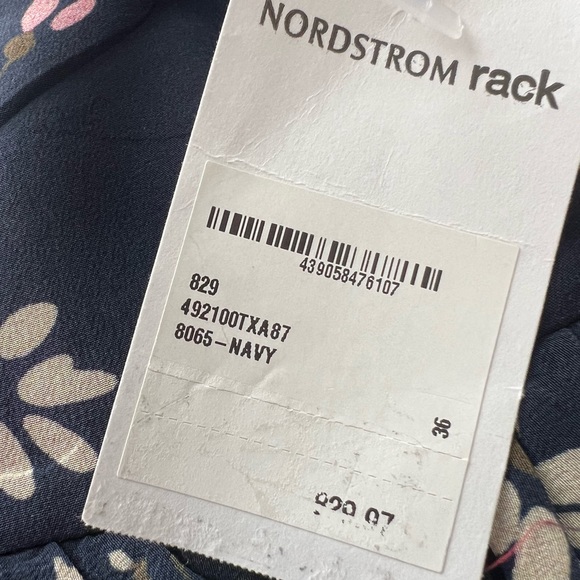 NORDSTROM rack
439058476107
829
492100TXA87
8065-NAVY
36